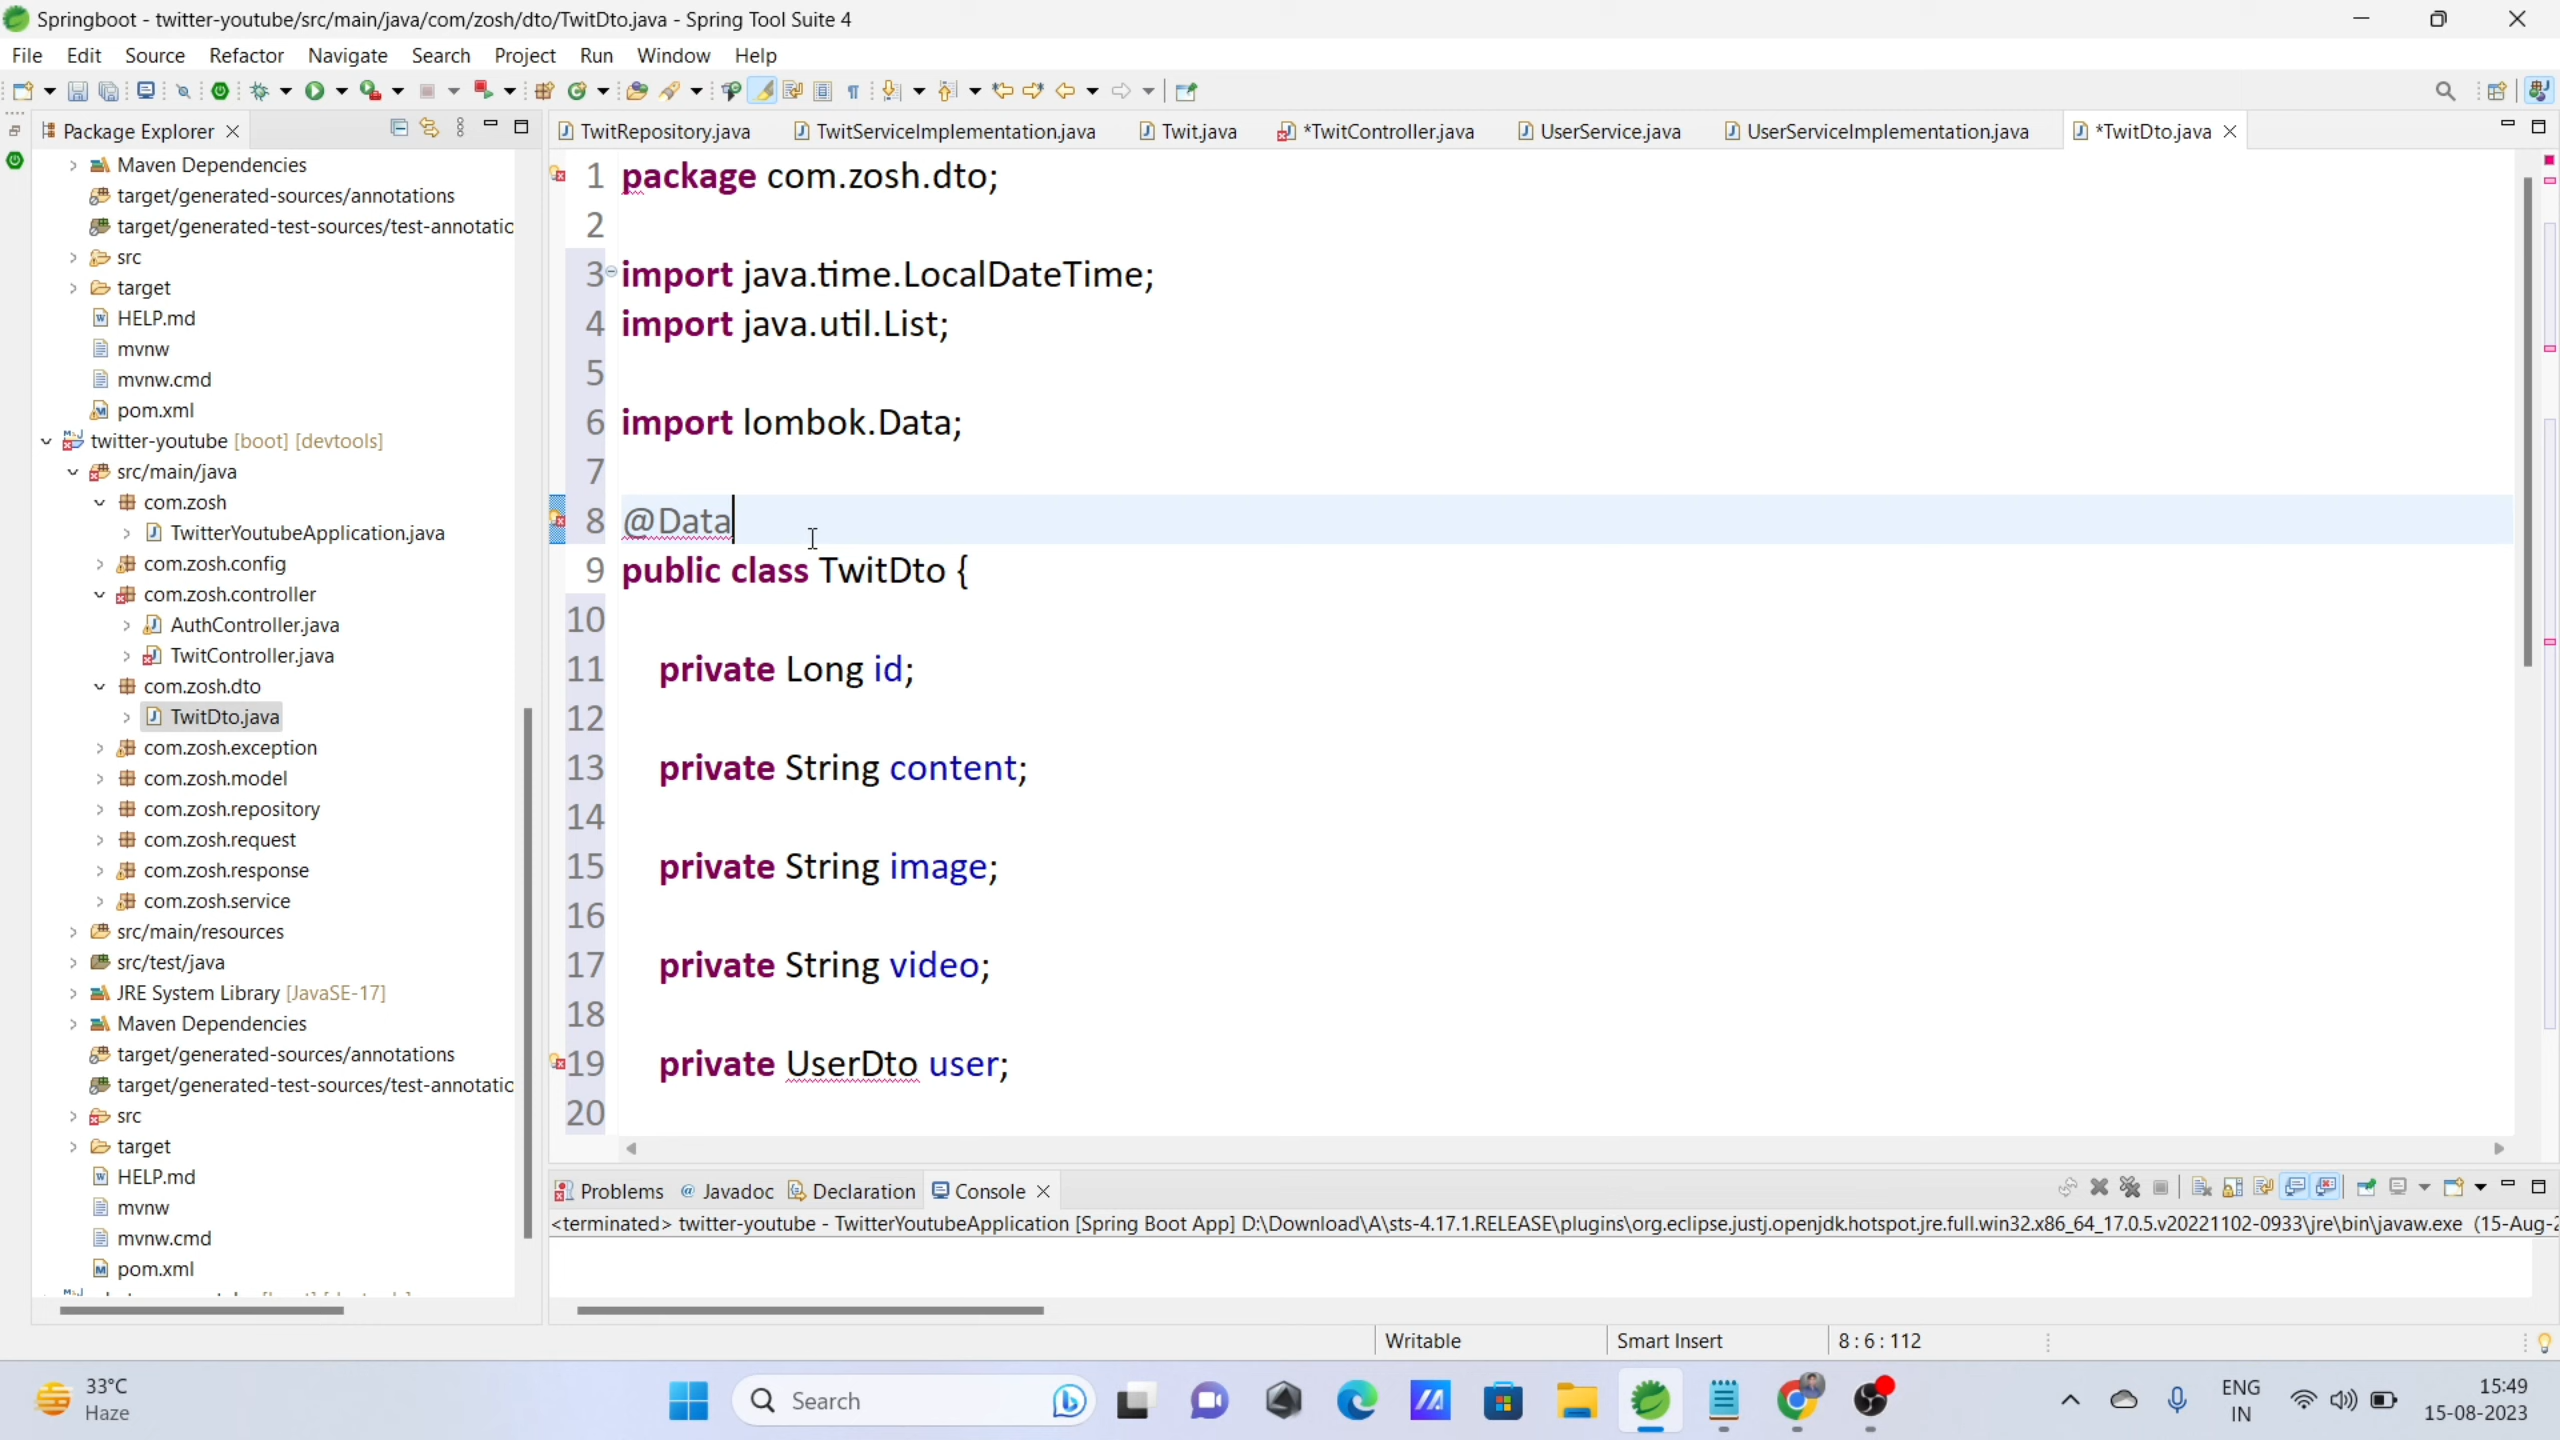 Springboot - twitter-youtube/src/main/java/com/zosh/dto/TwitDto.java - Spring Tool Suite 4
File Edit Source Refactor Navigate Search Project Run Window Help
Package Explorer
TwitRepository.java TwitServiceImplementation.java Twit.java *TwitController.java UserService.java UserServiceImplementation.java *TwitDto.java
Maven Dependencies
target/generated-sources/annotations
target/generated-test-sources/test-annotatic
src
target
HELP.md
mvnw
mvnw.cmd
pom.xml
twitter-youtube [boot] [devtools]
src/main/java
com.zosh
TwitterYoutubeApplication.java
com.zosh.config
com.zosh.controller
AuthController.java
TwitController.java
com.zosh.dto
TwitDto.java
com.zosh.exception
com.zosh.model
com.zosh.repository
com.zosh.request
com.zosh.response
com.zosh.service
src/main/resources
src/test/java
JRE System Library [JavaSE-17]
Maven Dependencies
target/generated-sources/annotations
target/generated-test-sources/test-annotatic
src
target
HELP.md
mvnw
mvnw.cmd
pom.xml
1 package com.zosh.dto;
2
3 import java.time.LocalDateTime;
4 import java.util.List;
5
6 import lombok.Data;
7
8 @Data
9 public class TwitDto {
10
11 private Long id;
12
13 private String content;
14
15 private String image;
16
17 private String video;
18
19 private UserDto user;
20
Problems Javadoc Declaration Console
<terminated> twitter-youtube - TwitterYoutubeApplication [Spring Boot App] D:\Download\A\sts-4.17.1.RELEASE\plugins\org.eclipse.justj.openjdk.hotspot.jre.full.win32.x86_64_17.0.5.v20221102-0933\jre\bin\javaw.exe (15-Aug-2
Writable Smart Insert 8 : 6 : 112
33°C
Haze
Search
ENG
IN
15:49
15-08-2023